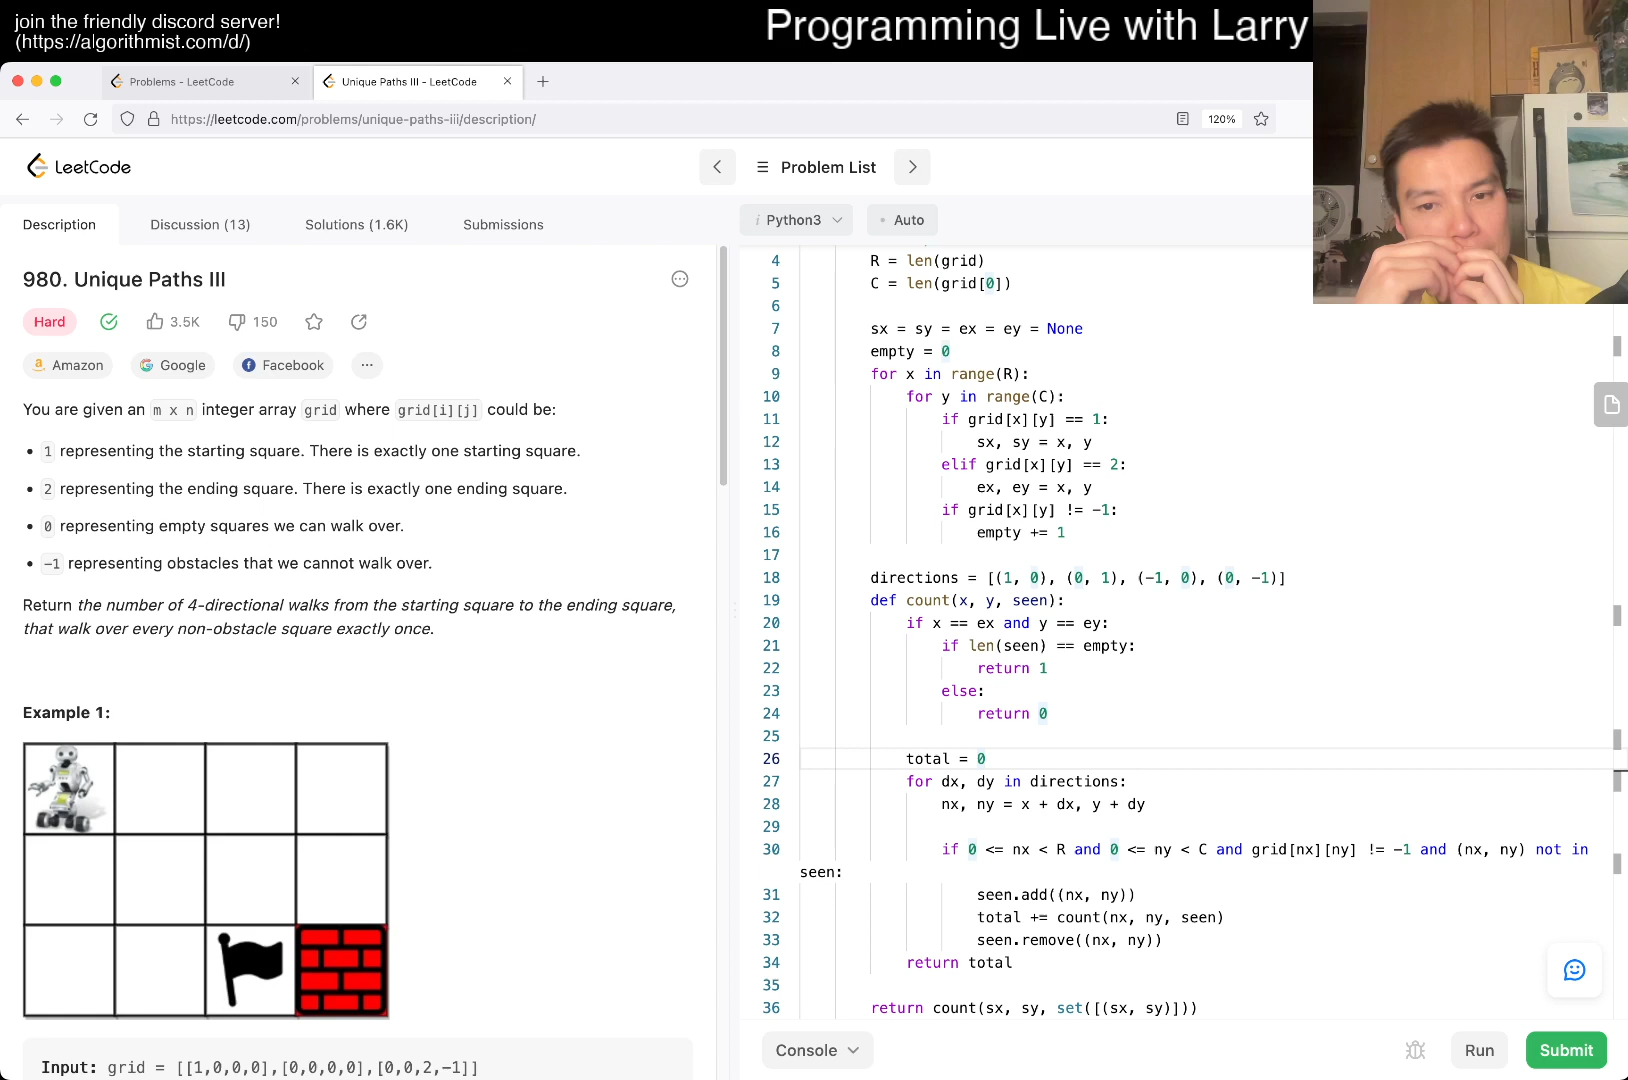 join the friendly discord server!
(https://algorithmist.com/d/)
Programming Live with Larry
Problems - LeetCode
Unique Paths III - LeetCode
https://leetcode.com/problems/unique-paths-iii/description/
120%
LeetCode
Problem List
Description
Discussion (13)
Solutions (1.6K)
Submissions
i Python3
Auto
980. Unique Paths III
Hard
3.5K
150
Amazon
Google
Facebook
You are given an m x n integer array grid where grid[i][j] could be:
• 1 representing the starting square. There is exactly one starting square.
• 2 representing the ending square. There is exactly one ending square.
• 0 representing empty squares we can walk over.
• -1 representing obstacles that we cannot walk over.
Return the number of 4-directional walks from the starting square to the ending square,
that walk over every non-obstacle square exactly once.
Example 1:
Input: grid = [[1,0,0,0],[0,0,0,0],[0,0,2,-1]]
4 R = len(grid)
5 C = len(grid[0])
6
7 sx = sy = ex = ey = None
8 empty = 0
9 for x in range(R):
10 for y in range(C):
11 if grid[x][y] == 1:
12 sx, sy = x, y
13 elif grid[x][y] == 2:
14 ex, ey = x, y
15 if grid[x][y] != -1:
16 empty += 1
17
18 directions = [(1, 0), (0, 1), (-1, 0), (0, -1)]
19 def count(x, y, seen):
20 if x == ex and y == ey:
21 if len(seen) == empty:
22 return 1
23 else:
24 return 0
25
26 total = 0
27 for dx, dy in directions:
28 nx, ny = x + dx, y + dy
29
30 if 0 <= nx < R and 0 <= ny < C and grid[nx][ny] != -1 and (nx, ny) not in
seen:
31 seen.add((nx, ny))
32 total += count(nx, ny, seen)
33 seen.remove((nx, ny))
34 return total
35
36 return count(sx, sy, set([(sx, sy)]))
Console
Run
Submit